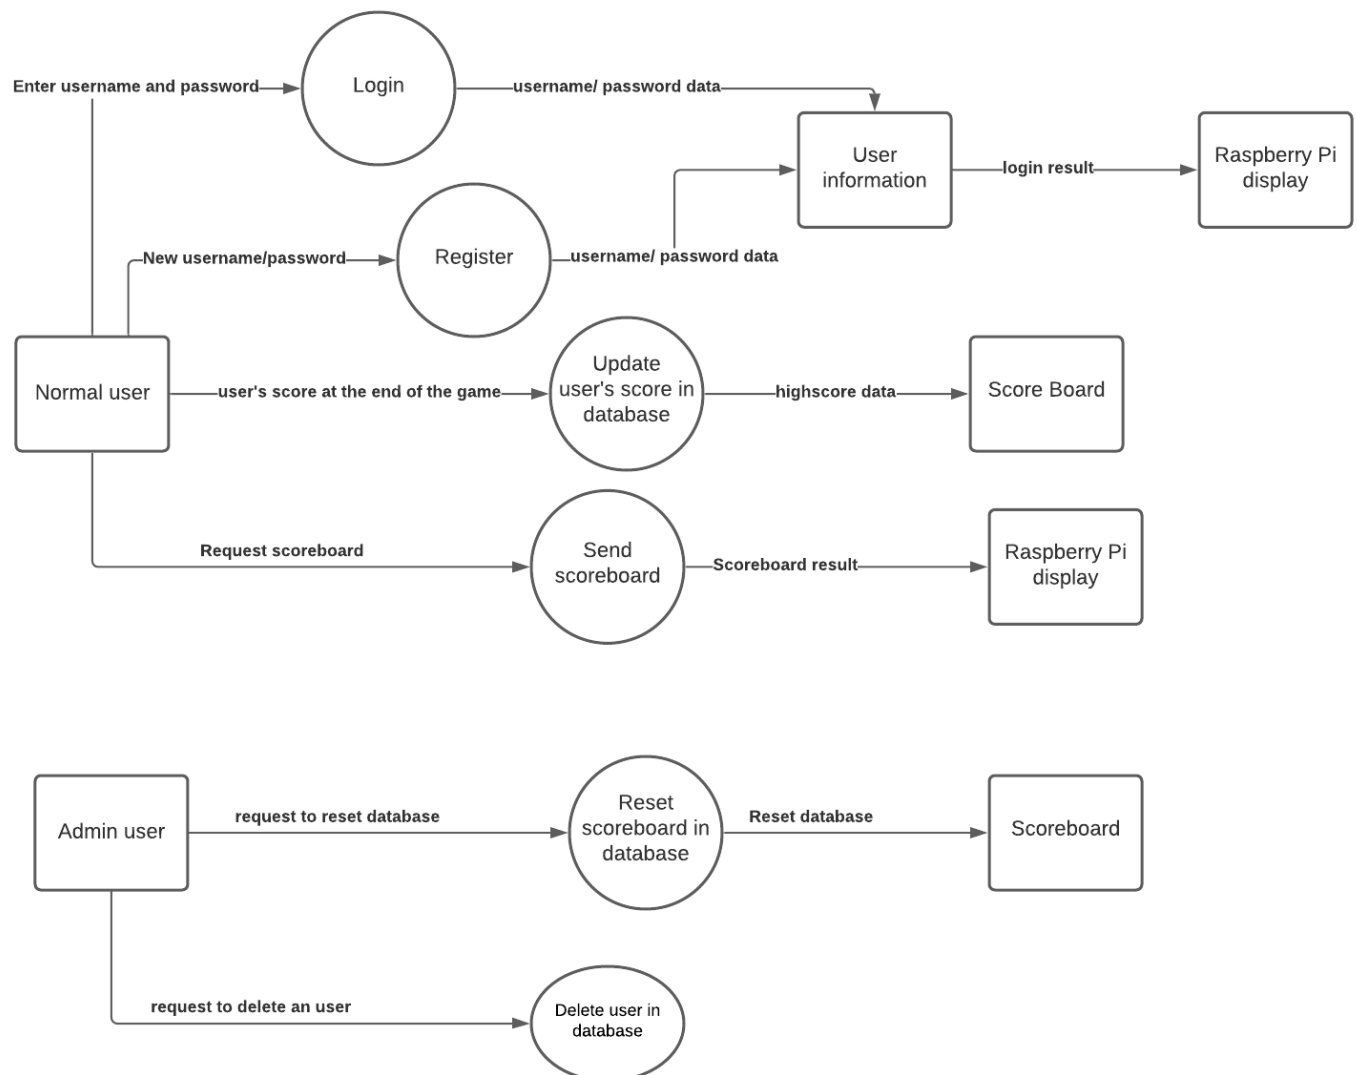 Enter username and password
Login
username/ password data
User
information
login result
Raspberry Pi
display
New username/password
Register
username/ password data
Normal user
user's score at the end of the game
Update
user's score in
database
highscore data
Score Board
Request scoreboard
Send
scoreboard
Scoreboard result
Raspberry Pi
display
Admin user
request to reset database
Reset
scoreboard in
database
Reset database
Scoreboard
request to delete an user
Delete user in
database